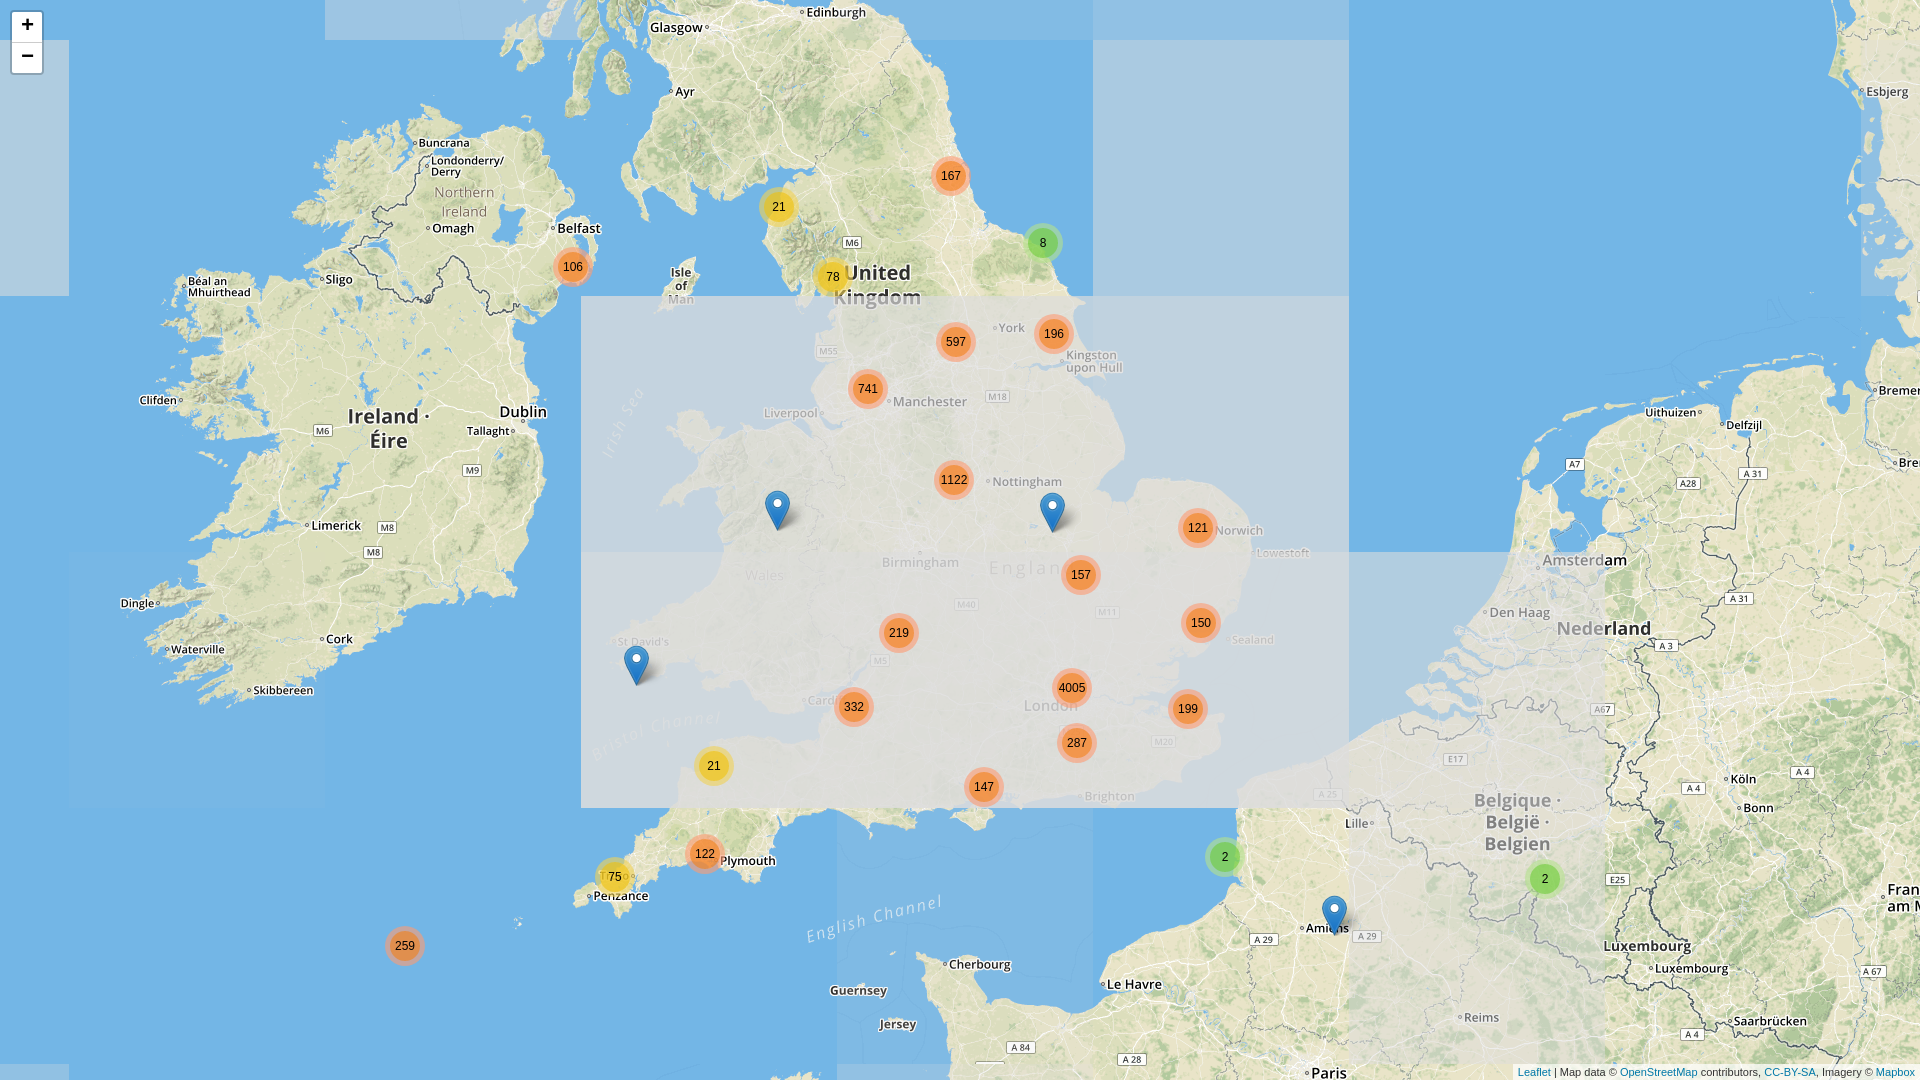 +
−
Edinburgh
Glasgow
Ayr
Esbjerg
Buncrana
Londonderry/
Derry
Northern
Ireland
Omagh
Belfast
167
21
8
M6
106
78
United
Kingdom
Isle
of
Man
Sligo
Béal an
Mhuirthead
York
196
597
M55
Kingston
upon Hull
741
Manchester
M18
Liverpool
Irish Sea
Clifden
Ireland ·
Éire
Dublin
Tallaght
M6
M9
Uithuizen
Delfzijl
A7
A 31
A28
1122
Nottingham
Limerick
M8
M8
121
Norwich
Lowestoft
Birmingham
England
Wales
157
Amsterdam
A 31
Dingle
M40
M11
Den Haag
Nederland
219
150
Sealand
Cork
Waterville
St David's
A 3
M5
Skibbereen
4005
London
332
199
A67
Bristol Channel
287
M20
E17
21
147
Brighton
A 25
Köln
A 4
A 4
Bonn
Belgique ·
België ·
Belgien
Lille
122
Plymouth
75
Penzance
2
2
E25
English Channel
259
A 29
A 29
Luxembourg
Luxembourg
A 67
Cherbourg
Le Havre
Guernsey
Jersey
Reims
Saarbrücken
A 84
A 28
A 4
Paris
Leaflet | Map data © OpenStreetMap contributors, CC-BY-SA, Imagery © Mapbox